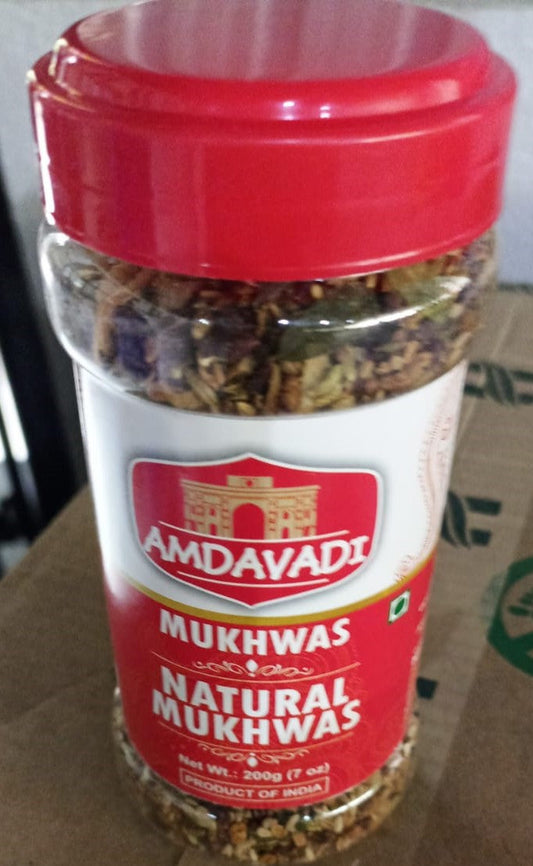 AMDAVADI
MUKHWAS
NATURAL
MUKHWAS
Net Wt.: 200g (7 oz)
PRODUCT OF INDIA